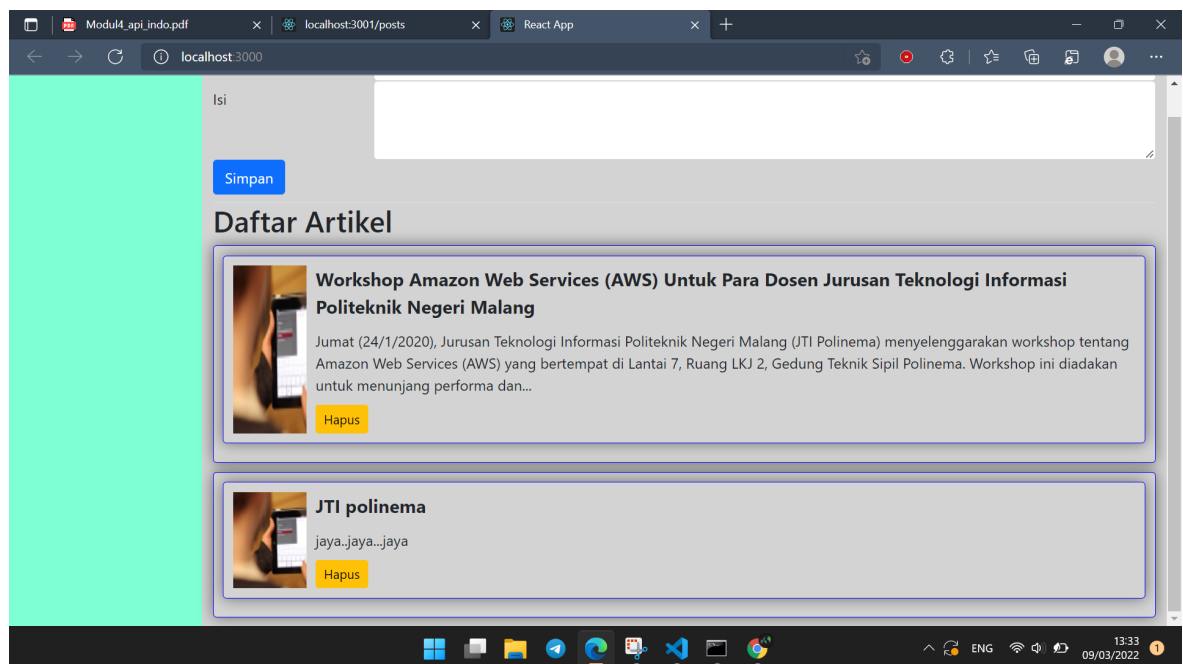 Modul4_api_indo.pdf
localhost:3001/posts
React App
localhost:3000
Isi
Simpan
Daftar Artikel
Workshop Amazon Web Services (AWS) Untuk Para Dosen Jurusan Teknologi Informasi
Politeknik Negeri Malang
Jumat (24/1/2020), Jurusan Teknologi Informasi Politeknik Negeri Malang (JTI Polinema) menyelenggarakan workshop tentang
Amazon Web Services (AWS) yang bertempat di Lantai 7, Ruang LKJ 2, Gedung Teknik Sipil Polinema. Workshop ini diadakan
untuk menunjang performa dan...
Hapus
JTI polinema
jaya..jaya...jaya
Hapus
ENG
13:33
09/03/2022
1